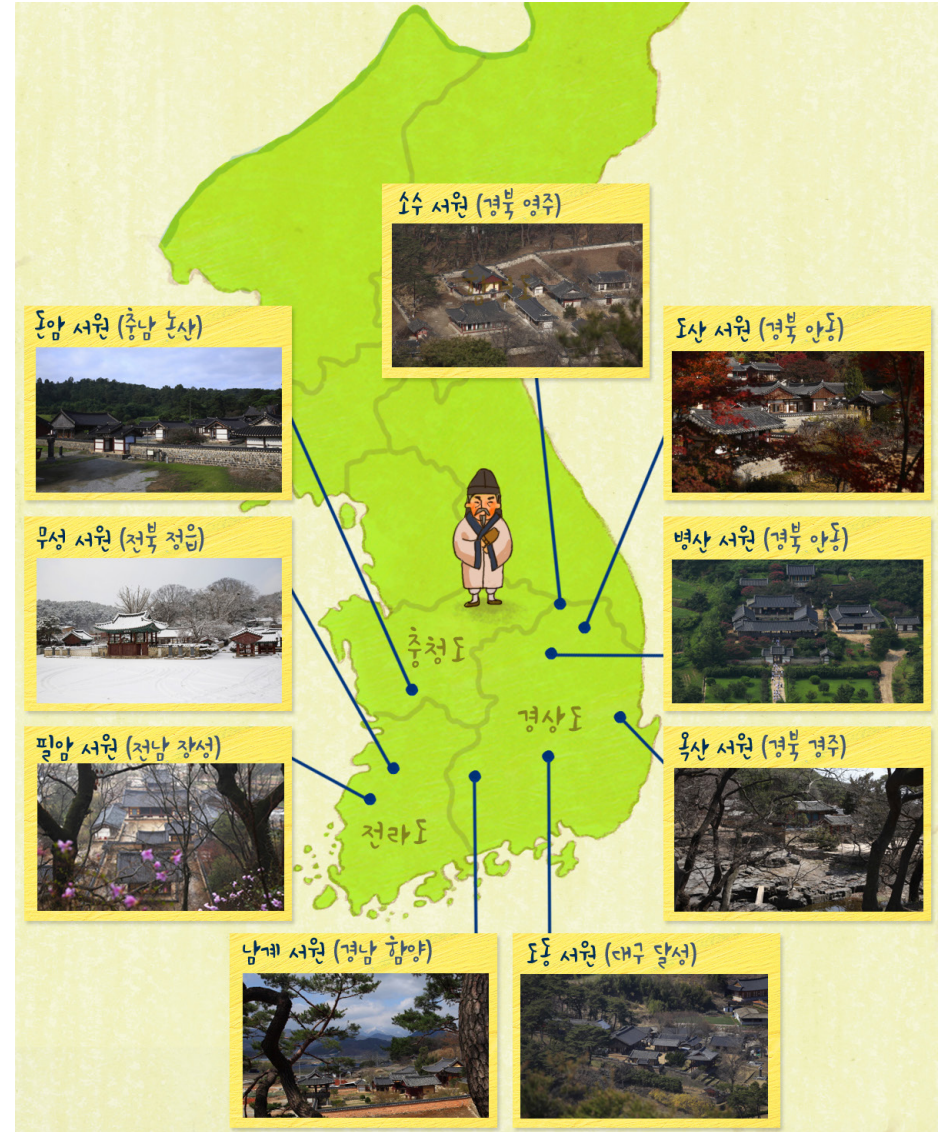 소수 서원 (경북 영주)
돈암 서원 (충남 논산)
도산 서원 (경북 안동)
무성 서원 (전북 정읍)
병산 서원 (경북 안동)
충청도
경상도
필암 서원 (전남 장성)
옥산 서원 (경북 경주)
전라도
남계 서원 (경남 함양)
도동 서원 (대구 달성)